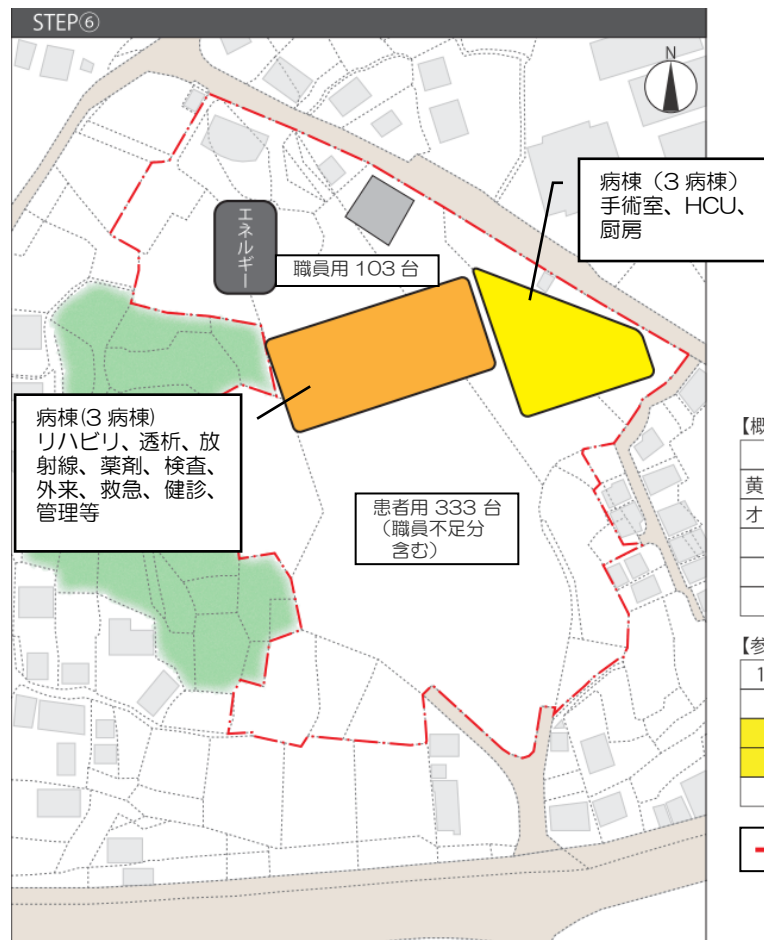 STEP⑥
N
病棟（3 病棟）
手術室、HCU、
厨房
エネルギー
職員用 103 台
病棟(3 病棟)
リハビリ、透析、放
射線、薬剤、検査、
外来、救急、健診、
管理等
患者用 333 台
（職員不足分
含む）
【概
黄
オ
【参
1